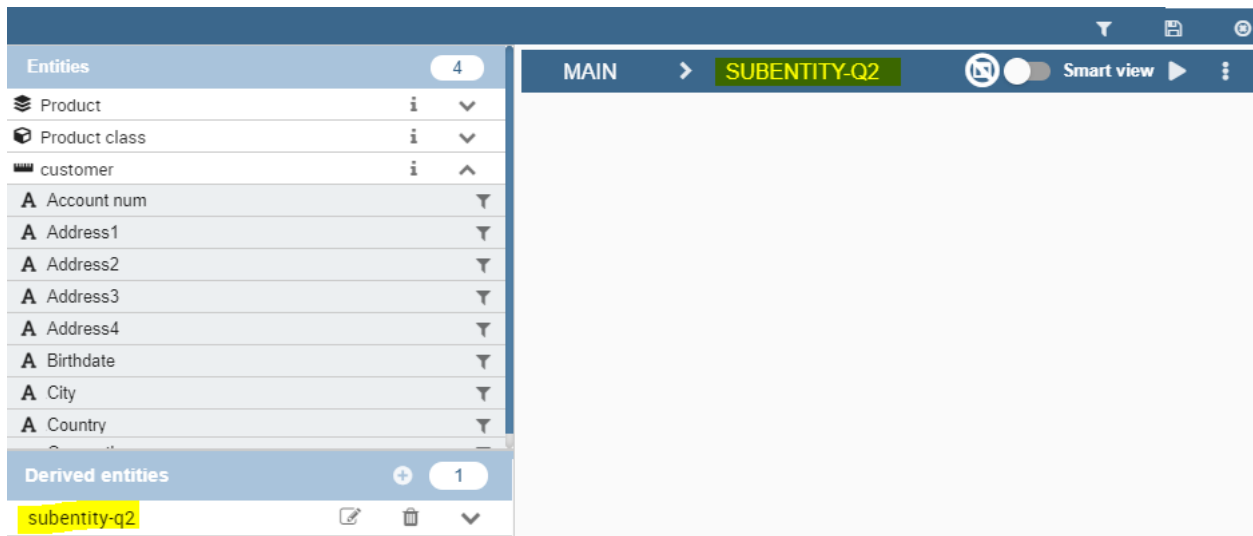 Entities 4
MAIN > SUBENTITY-Q2 Smart view
Product i
Product class i
customer i
A Account num
A Address1
A Address2
A Address3
A Address4
A Birthdate
A City
A Country
Derived entities 1
subentity-q2